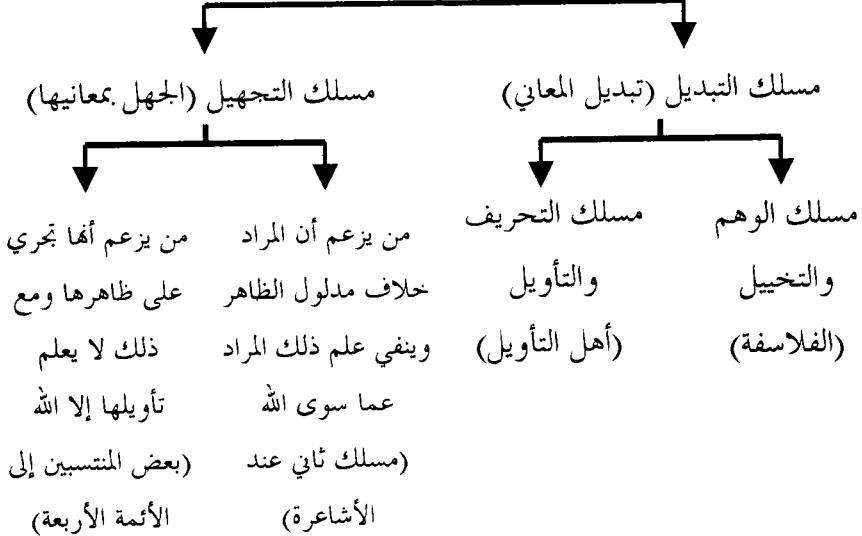 مسلك التبديل (تبديل المعاني)
مسلك التجهيل (الجهل بمعانيها)
مسلك الوهم
والتخييل
(الفلاسفة)
مسلك التحريف
والتأويل
(أهل التأويل)
من يزعم أن المراد
خلاف مدلول الظاهر
وينفي علم ذلك المراد
عما سوى الله
(مسلك ثاني عند
الأشاعرة)
من يزعم أنها تجري
على ظاهرها ومع
ذلك لا يعلم
تأويلها إلا الله
(بعض المنتسبين إلى
الأئمة الأربعة)